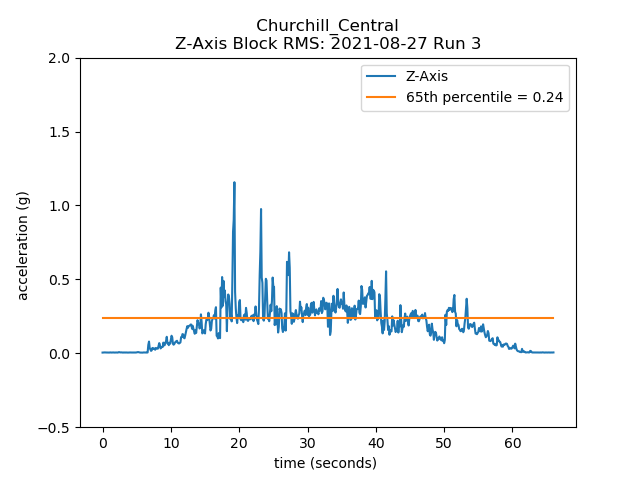 Churchill_Central
Z-Axis Block RMS: 2021-08-27 Run 3
2.0
1.5
1.0
0.5
0.0
−0.5
acceleration (g)
Z-Axis
65th percentile = 0.24
0 10 20 30 40 50 60
time (seconds)